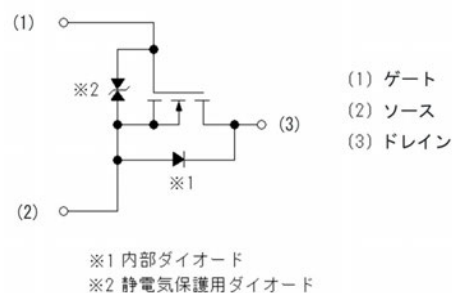 (1)
※2
(3)
※1
(2)
(1) ゲート
(2) ソース
(3) ドレイン
※1 内部ダイオード
※2 静電気保護用ダイオード